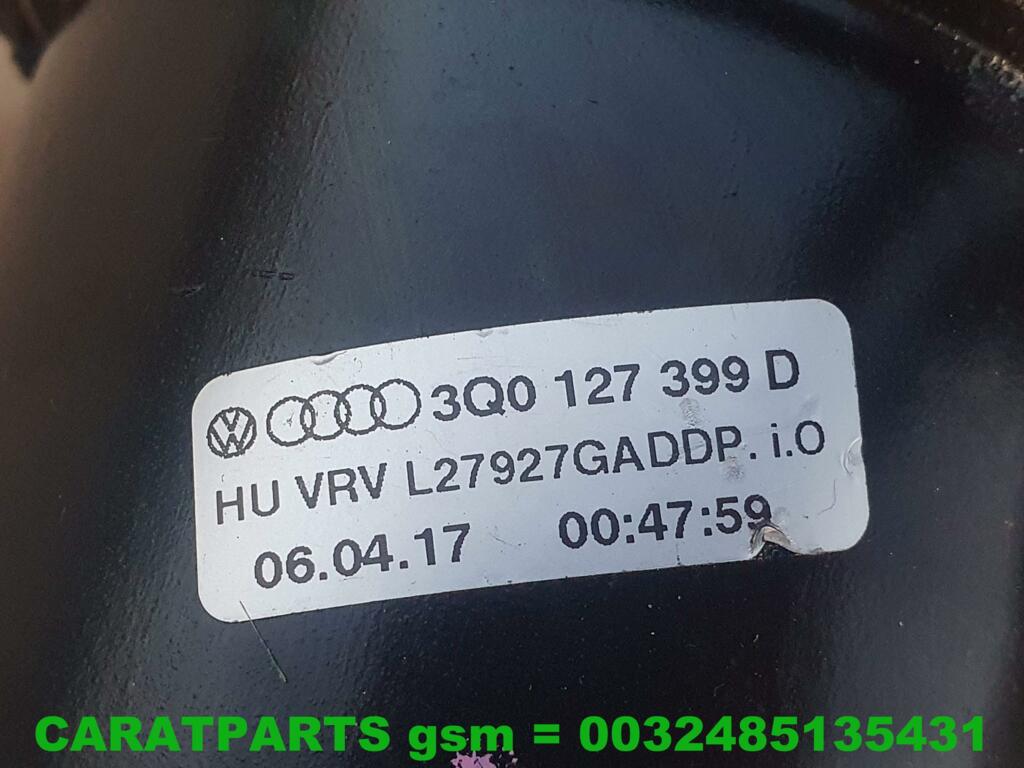 3Q0 127 399 D
HU VRV L27927GADDP. i.O
06.04.17 00:47:59
CARATPARTS gsm = 0032485135431